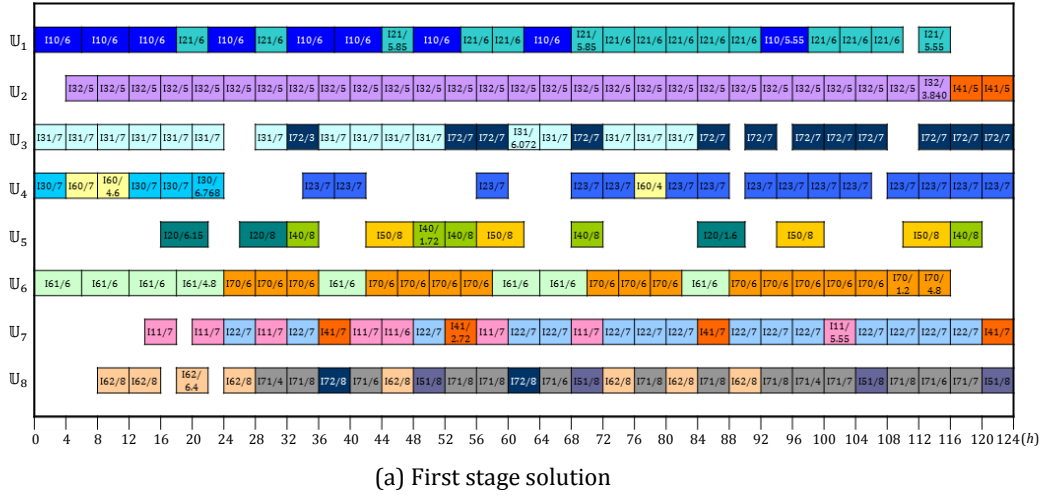 𝕌1 I10/6 I10/6 I10/6 I21/6 I10/6 I21/6 I10/6 I10/6 I21/5.85 I10/6 I21/6 I21/6 I10/6 I21/5.85 I21/6 I21/6 I21/6 I21/6 I21/6 I10/5.55 I21/6 I21/6 I21/6 I21/5.55
𝕌2 I32/5 I32/5 I32/5 I32/5 I32/5 I32/5 I32/5 I32/5 I32/5 I32/5 I32/5 I32/5 I32/5 I32/5 I32/5 I32/5 I32/5 I32/5 I32/5 I32/5 I32/5 I32/5 I32/5 I32/5 I32/5 I32/5 I32/5 I32/3.840 I41/5 I41/5
𝕌3 I31/7 I31/7 I31/7 I31/7 I31/7 I31/7 I31/7 I72/3 I31/7 I31/7 I31/7 I31/7 I72/7 I72/7 I31/6.072 I31/7 I72/7 I31/7 I31/7 I31/7 I72/7 I72/7 I72/7 I72/7 I72/7 I72/7 I72/7 I72/7
𝕌4 I30/7 I60/7 I60/4.6 I30/7 I30/7 I30/6.768 I23/7 I23/7 I23/7 I23/7 I23/7 I60/4 I23/7 I23/7 I23/7 I23/7 I23/7 I23/7 I23/7 I23/7 I23/7 I23/7
𝕌5 I20/6.15 I20/8 I40/8 I50/8 I40/1.72 I40/8 I50/8 I40/8 I20/1.6 I50/8 I50/8 I40/8
𝕌6 I61/6 I61/6 I61/6 I61/4.8 I70/6 I70/6 I70/6 I61/6 I70/6 I70/6 I70/6 I70/6 I61/6 I61/6 I70/6 I70/6 I70/6 I61/6 I70/6 I70/6 I70/6 I70/6 I70/6 I70/1.2 I70/4.8
𝕌7 I11/7 I11/7 I22/7 I11/7 I22/7 I41/7 I11/7 I11/6 I22/7 I41/2.72 I11/7 I22/7 I22/7 I11/7 I22/7 I22/7 I22/7 I41/7 I22/7 I22/7 I22/7 I11/5.55 I22/7 I22/7 I22/7 I22/7 I41/7
𝕌8 I62/8 I62/8 I62/6.4 I62/8 I71/4 I71/4 I72/8 I71/6 I62/8 I51/8 I71/8 I71/8 I72/8 I71/6 I51/8 I62/8 I71/8 I62/8 I71/8 I62/8 I71/8 I71/4 I71/7 I51/8 I71/8 I71/6 I71/7 I51/8
0 4 8 12 16 20 24 28 32 36 40 44 48 52 56 60 64 68 72 76 80 84 88 92 96 100 104 108 112 116 120 124 (h)
(a) First stage solution